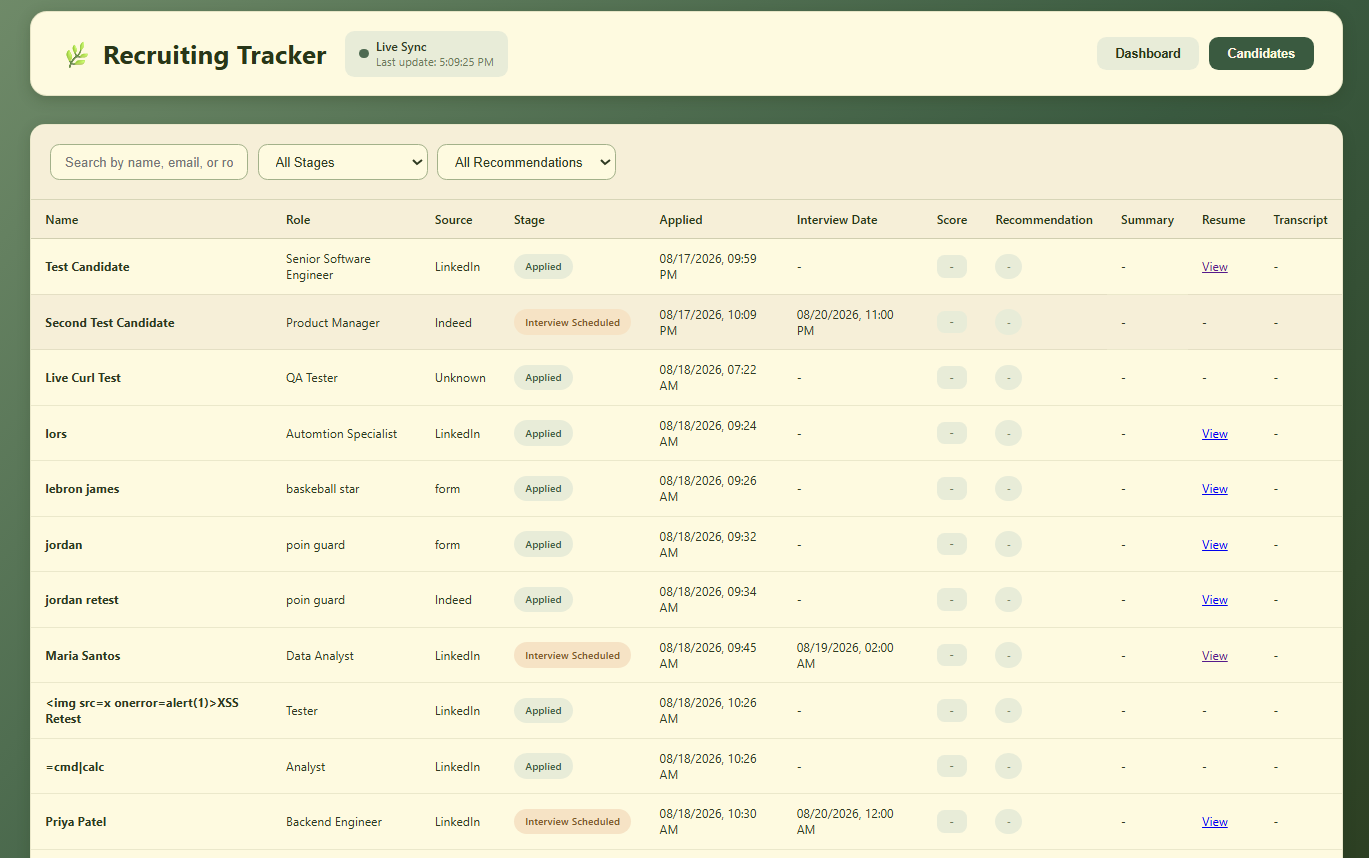 Recruiting Tracker
Live Sync
Last update: 5:09:25 PM
Dashboard
Candidates
Search by name, email, or ro
All Stages
All Recommendations
Name Role Source Stage Applied Interview Date Score Recommendation Summary Resume Transcript
Test Candidate Senior Software Engineer LinkedIn Applied 08/17/2026, 09:59 PM - - - - View -
Second Test Candidate Product Manager Indeed Interview Scheduled 08/17/2026, 10:09 PM 08/20/2026, 11:00 PM - - - - -
Live Curl Test QA Tester Unknown Applied 08/18/2026, 07:22 AM - - - - - -
lors Automtion Specialist LinkedIn Applied 08/18/2026, 09:24 AM - - - - View -
lebron james baskeball star form Applied 08/18/2026, 09:26 AM - - - - View -
jordan poin guard form Applied 08/18/2026, 09:32 AM - - - - View -
jordan retest poin guard Indeed Applied 08/18/2026, 09:34 AM - - - - View -
Maria Santos Data Analyst LinkedIn Interview Scheduled 08/18/2026, 09:45 AM 08/19/2026, 02:00 AM - - - View -
<img src=x onerror=alert(1)>XSS Retest Tester LinkedIn Applied 08/18/2026, 10:26 AM - - - - - -
=cmd|calc Analyst LinkedIn Applied 08/18/2026, 10:26 AM - - - - - -
Priya Patel Backend Engineer LinkedIn Interview Scheduled 08/18/2026, 10:30 AM 08/20/2026, 12:00 AM - - - View -